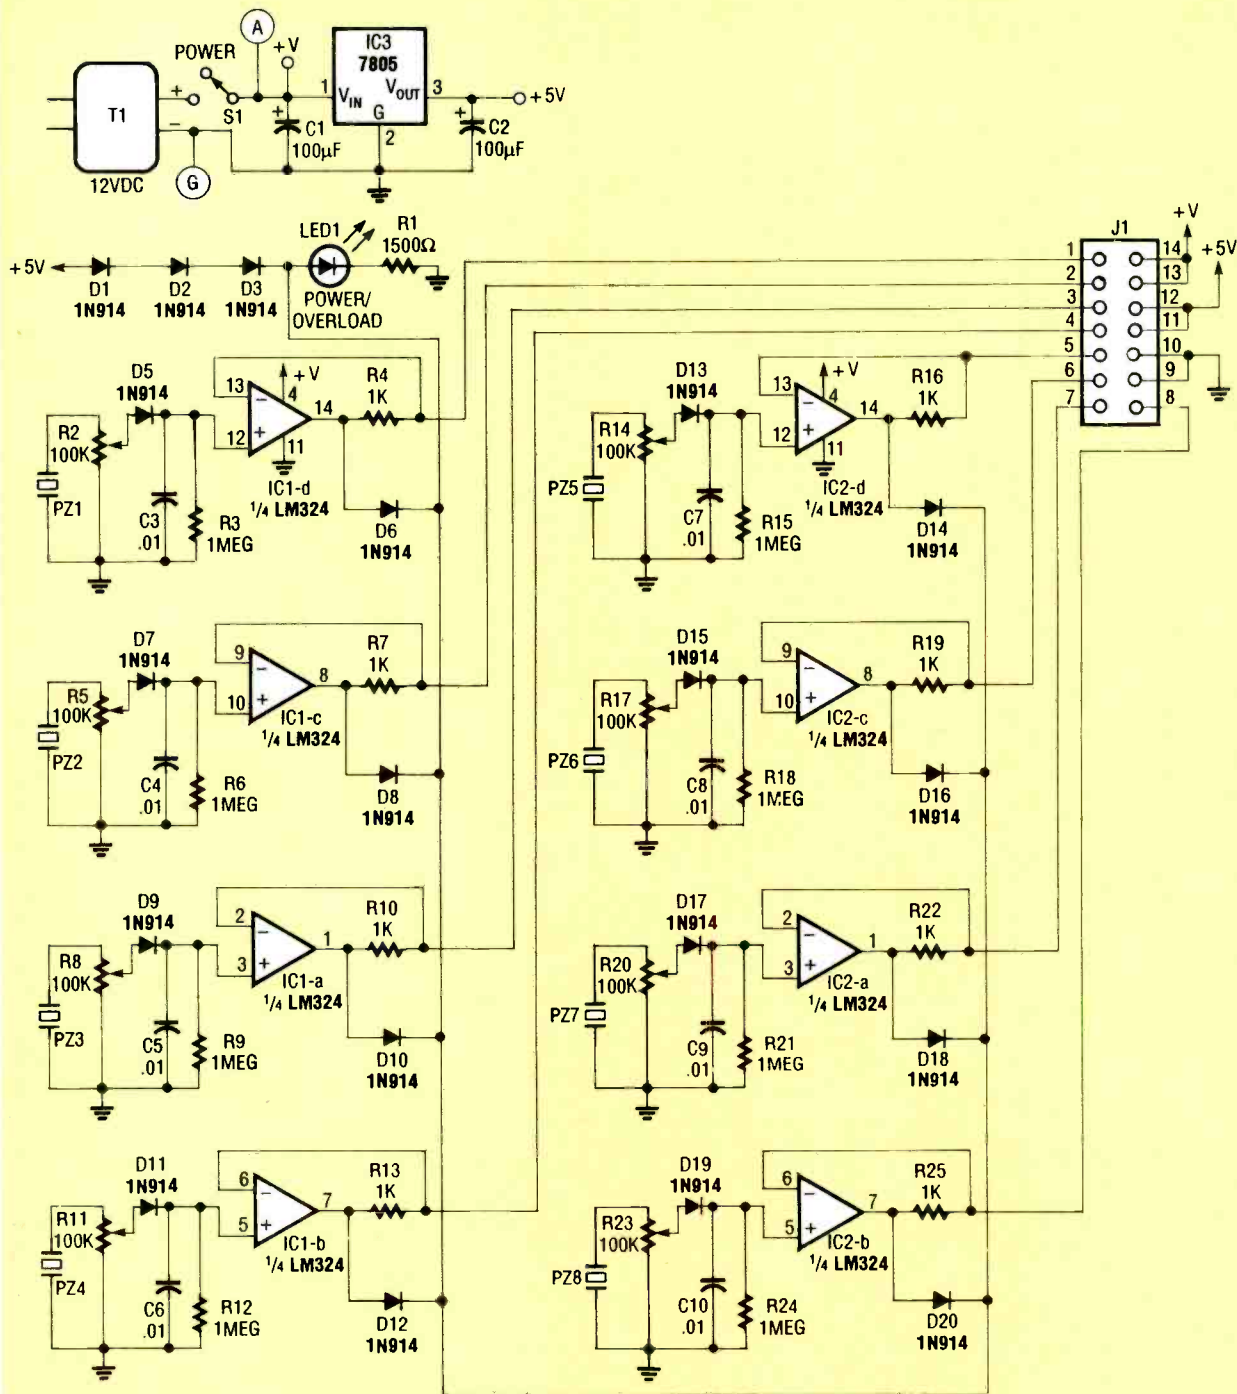 A
POWER
+V
IC3
7805
T1
+
S1
1
VIN
VOUT
3
+5V
G
2
–
+
C1
100µF
+
C2
100µF
12VDC
G
LED1
R1
1500Ω
+5V
D1
1N914
D2
1N914
D3
1N914
POWER/
OVERLOAD
J1
+V
+5V
1
2
3
4
5
6
7
14
13
12
11
10
9
8
D5
1N914
R2
100K
PZ1
C3
.01
R3
1MEG
13
12
–
+
+V
4
11
14
R4
1K
IC1-d
1/4 LM324
D6
1N914
D13
1N914
R14
100K
PZ5
C7
.01
R15
1MEG
13
12
–
+
+V
4
11
14
R16
1K
IC2-d
1/4 LM324
D14
1N914
D7
1N914
R5
100K
PZ2
C4
.01
R6
1MEG
9
10
–
+
8
R7
1K
IC1-c
1/4 LM324
D8
1N914
D15
1N914
R17
100K
PZ6
C8
.01
R18
1MEG
9
10
–
+
8
R19
1K
IC2-c
1/4 LM324
D16
1N914
D9
1N914
R8
100K
PZ3
C5
.01
R9
1MEG
2
3
–
+
1
R10
1K
IC1-a
1/4 LM324
D10
1N914
D17
1N914
R20
100K
PZ7
C9
.01
R21
1MEG
2
3
–
+
1
R22
1K
IC2-a
1/4 LM324
D18
1N914
D11
1N914
R11
100K
PZ4
C6
.01
R12
1MEG
6
5
–
+
7
R13
1K
IC1-b
1/4 LM324
D12
1N914
D19
1N914
R23
100K
PZ8
C10
.01
R24
1MEG
6
5
–
+
7
R25
1K
IC2-b
1/4 LM324
D20
1N914